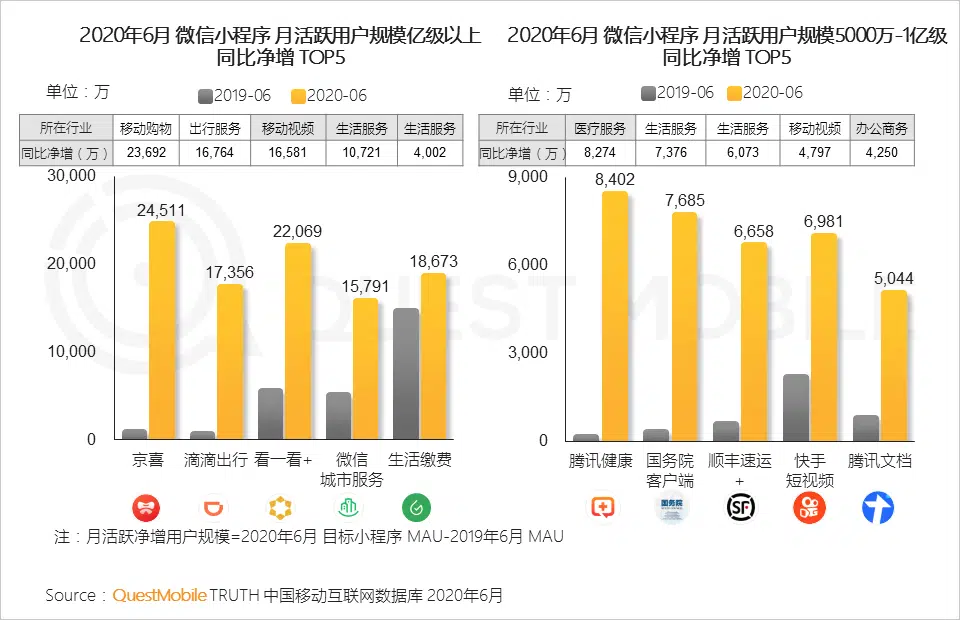 2020年6月 微信小程序 月活跃用户规模亿级以上
同比净增 TOP5
单位：万
2019-06 2020-06
所在行业 移动购物 出行服务 移动视频 生活服务 生活服务
同比净增（万） 23,692 16,764 16,581 10,721 4,002
30,000
20,000
10,000
0
24,511
17,356
22,069
15,791
18,673
京喜 滴滴出行 看一看+ 微信 生活缴费
城市服务
2020年6月 微信小程序 月活跃用户规模5000万-1亿级
同比净增 TOP5
单位：万
2019-06 2020-06
所在行业 医疗服务 生活服务 生活服务 移动视频 办公商务
同比净增（万） 8,274 7,376 6,073 4,797 4,250
9,000
6,000
3,000
0
8,402
7,685
6,658
6,981
5,044
腾讯健康 国务院 顺丰速运 快手 腾讯文档
客户端 + 短视频
国务院
SF
QUEST MOBILE
注：月活跃净增用户规模=2020年6月 目标小程序 MAU-2019年6月 MAU
Source：QuestMobile TRUTH 中国移动互联网数据库 2020年6月